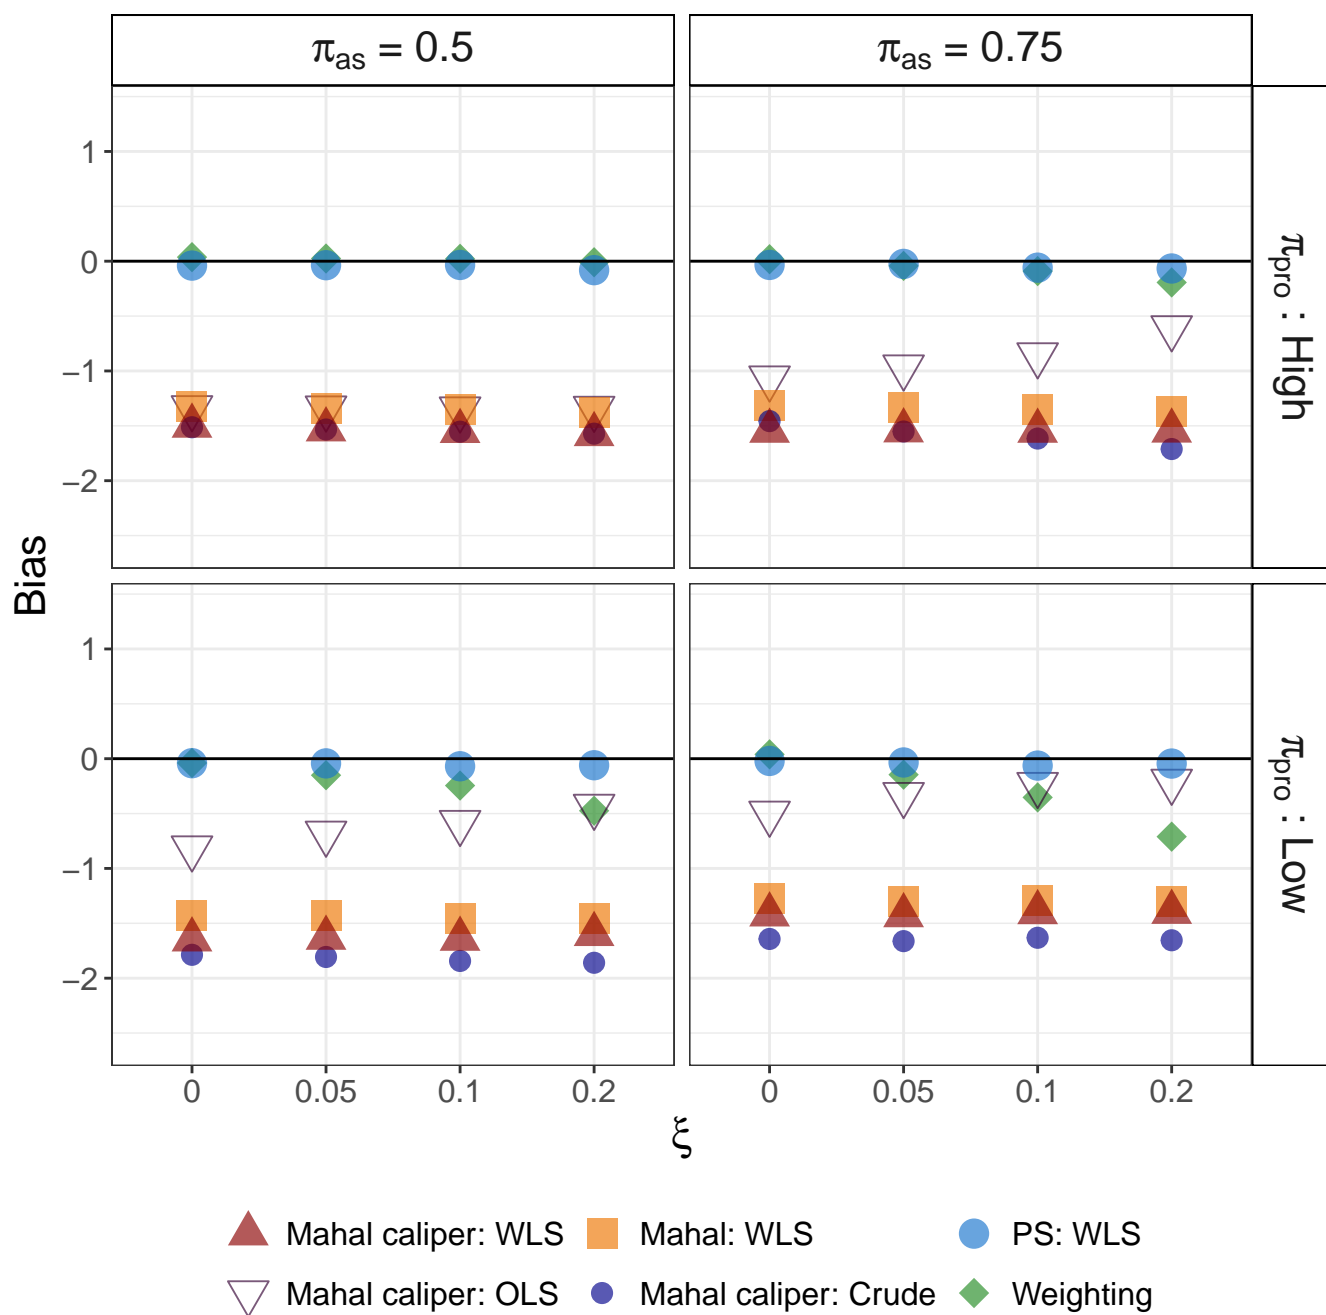 π_as = 0.5
π_as = 0.75
1
0
−1
−2
π_pro : High
Bias
1
0
−1
−2
π_pro : Low
0 0.05 0.1 0.2
0 0.05 0.1 0.2
ξ
Mahal caliper: WLS
Mahal: WLS
PS: WLS
Mahal caliper: OLS
Mahal caliper: Crude
Weighting